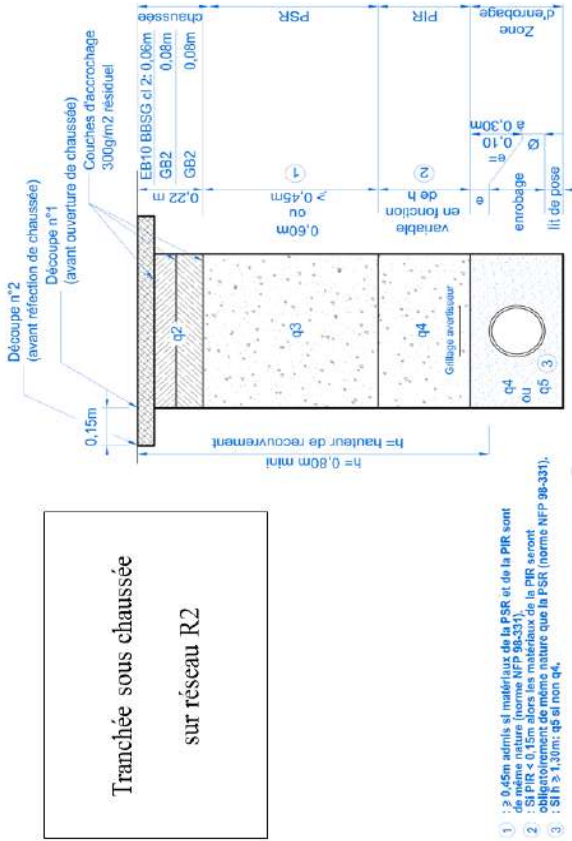 Tranchée sous chaussée
sur réseau R2
Découpe n°2
(avant réfection de chaussée)
Découpe n°1
(avant ouverture de chaussée)
Couches d'accrochage
300g/m2 résiduel
0,15m
EB10 BBSG cl 2: 0,06m
GB2
0,08m
GB2
0,08m
0,22 m
chaussée
q2
q3
0,60m
ou
≥ 0,45m
1
PSR
q4
Grillage avertisseur
variable
en fonction
de h
2
PIR
h= 0,80m mini
h= hauteur de recouvrement
q4
ou
q5
3
e
enrobage
lit de pose
e=
0,10
à 0,30m
Ø
Zone
d'enrobage
1 : ≥ 0,45m admis si matériaux de la PSR et de la PIR sont
de même nature (norme NFP 98-331).
2 : Si PIR < 0,15m alors les matériaux de la PIR seront
obligatoirement de même nature que la PSR (norme NFP 98-331).
3 : Si h ≥ 1,30m: q5 si non q4.